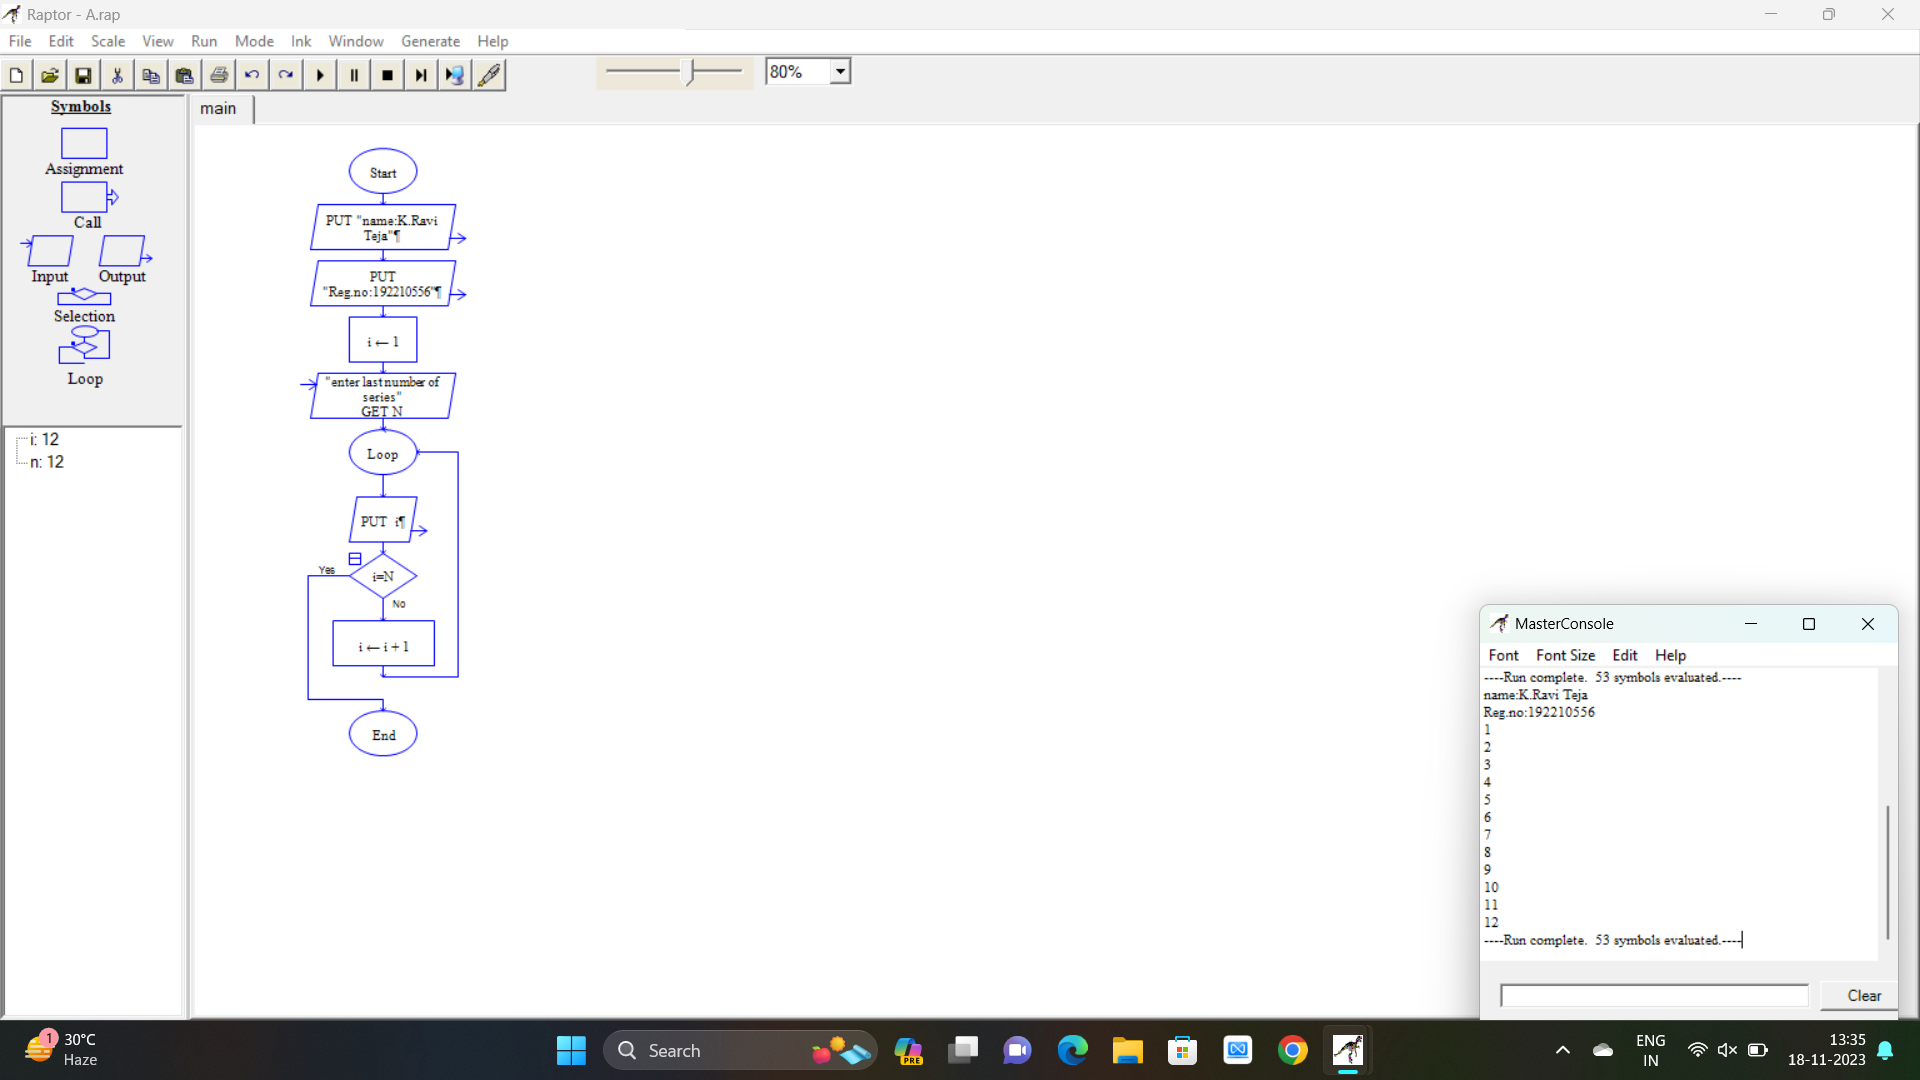 Raptor - A.rap
File Edit Scale View Run Mode Ink Window Generate Help
80%
Symbols
main
Assignment
Call
Input Output
Selection
Loop
i: 12
n: 12
Start
PUT "name:K.Ravi
Teja"¶
PUT
"Reg.no:192210556"¶
i ← 1
"enter last number of
series"
GET N
Loop
PUT i¶
Yes
i=N
No
i ← i + 1
End
MasterConsole
Font Font Size Edit Help
----Run complete. 53 symbols evaluated.----
name:K.Ravi Teja
Reg.no:192210556
1
2
3
4
5
6
7
8
9
10
11
12
----Run complete. 53 symbols evaluated.----
Clear
1
30°C
Haze
Search
PRE
ENG
IN
13:35
18-11-2023